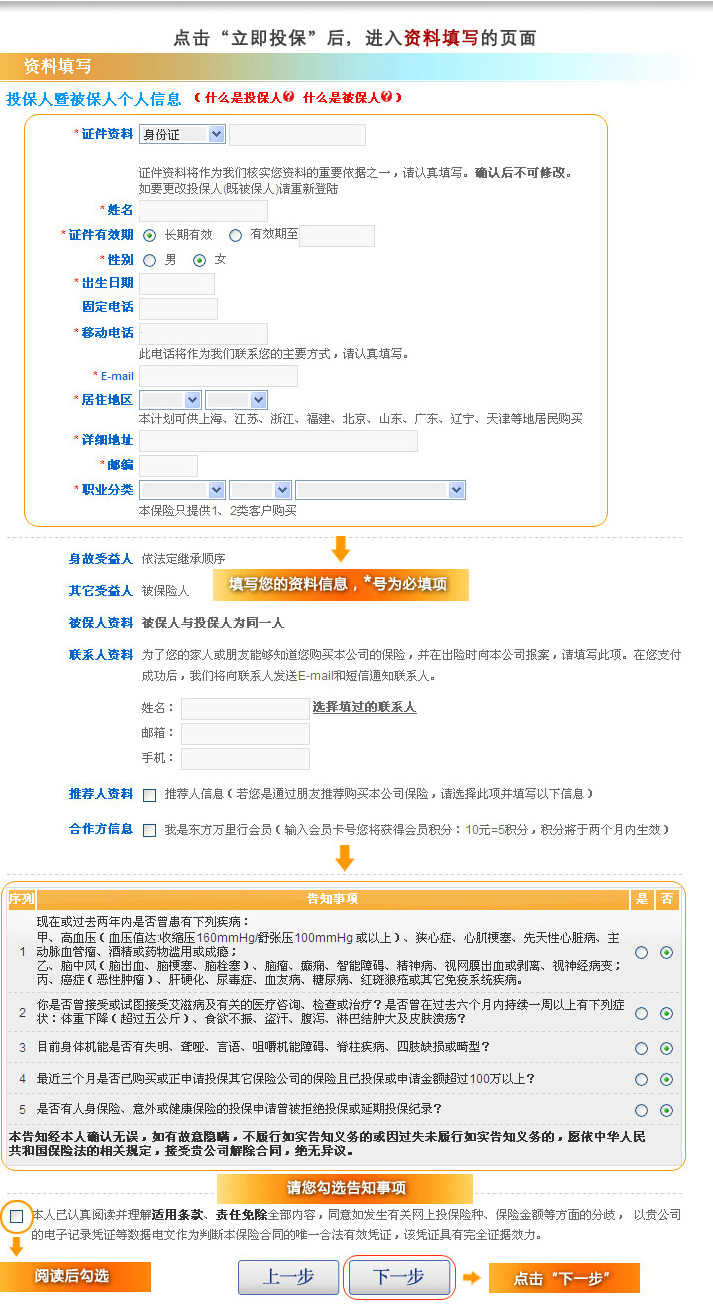 点击“立即投保”后，进入资料填写的页面
资料填写
投保人暨被保人个人信息 （什么是投保人? 什么是被保人?）
*证件资料 身份证
证件资料将作为我们核实您资料的重要依据之一，请认真填写。确认后不可修改。
如要更改投保人(既被保人)请重新登陆
*姓名
*证件有效期 长期有效 有效期至
*性别 男 女
*出生日期
固定电话
*移动电话
此电话将作为我们联系您的主要方式，请认真填写。
*E-mail
*居住地区
本计划可供上海、江苏、浙江、福建、北京、山东、广东、辽宁、天津等地居民购买
*详细地址
*邮编
*职业分类
本保险只提供1、2类客户购买
身故受益人 依法定继承顺序
其它受益人 被保险人
填写您的资料信息，*号为必填项
被保人资料 被保人与投保人为同一人
联系人资料 为了您的家人或朋友能够知道您购买本公司的保险，并在出险时向本公司报案，请填写此项。在您支付
成功后，我们将向联系人发送E-mail和短信通知联系人。
姓名： 选择填过的联系人
邮箱：
手机：
推荐人资料 推荐人信息（若您是通过朋友推荐购买本公司保险，请选择此项并填写以下信息）
合作方信息 我是东方万里行会员（输入会员卡号您将获得会员积分：10元=5积分，积分将于两个月内生效）
序列 告知事项 是 否
现在或过去两年内是否曾患有下列疾病：
甲、高血压（血压值达:收缩压160mmHg/舒张压100mmHg 或以上）、狭心症、心肌梗塞、先天性心脏病、主
1 动脉血管瘤、酒精或药物滥用或成瘾；
乙、脑中风（脑出血、脑梗塞、脑栓塞）、脑瘤、癫痫、智能障碍、精神病、视网膜出血或剥离、视神经病变；
丙、癌症（恶性肿瘤）、肝硬化、尿毒症、血友病、糖尿病、红斑狼疮或其它免疫系统疾病。
2 你是否曾接受或试图接受艾滋病及有关的医疗咨询、检查或治疗？是否曾在过去六个月内持续一周以上有下列症
状：体重下降（超过五公斤）、食欲不振、盗汗、腹泻、淋巴结肿大及皮肤溃疡？
3 目前身体机能是否有失明、聋哑、言语、咀嚼机能障碍、脊柱疾病、四肢缺损或畸型？
4 最近三个月是否已购买或正申请投保其它保险公司的保险且已投保或申请金额超过100万以上？
5 是否有人身保险、意外或健康保险的投保申请曾被拒绝投保或延期投保纪录？
本告知经本人确认无误，如有故意隐瞒，不履行如实告知义务的或因过失未履行如实告知义务的，愿依中华人民
共和国保险法的相关规定，接受贵公司解除合同，绝无异议。
请您勾选告知事项
本人已认真阅读并理解适用条款、责任免除全部内容，同意如发生有关网上投保险种、保险金额等方面的分歧， 以贵公司
的电子记录凭证等数据电文作为判断本保险合同的唯一合法有效凭证，该凭证具有完全证据效力。
阅读后勾选 上一步 下一步 点击“下一步”